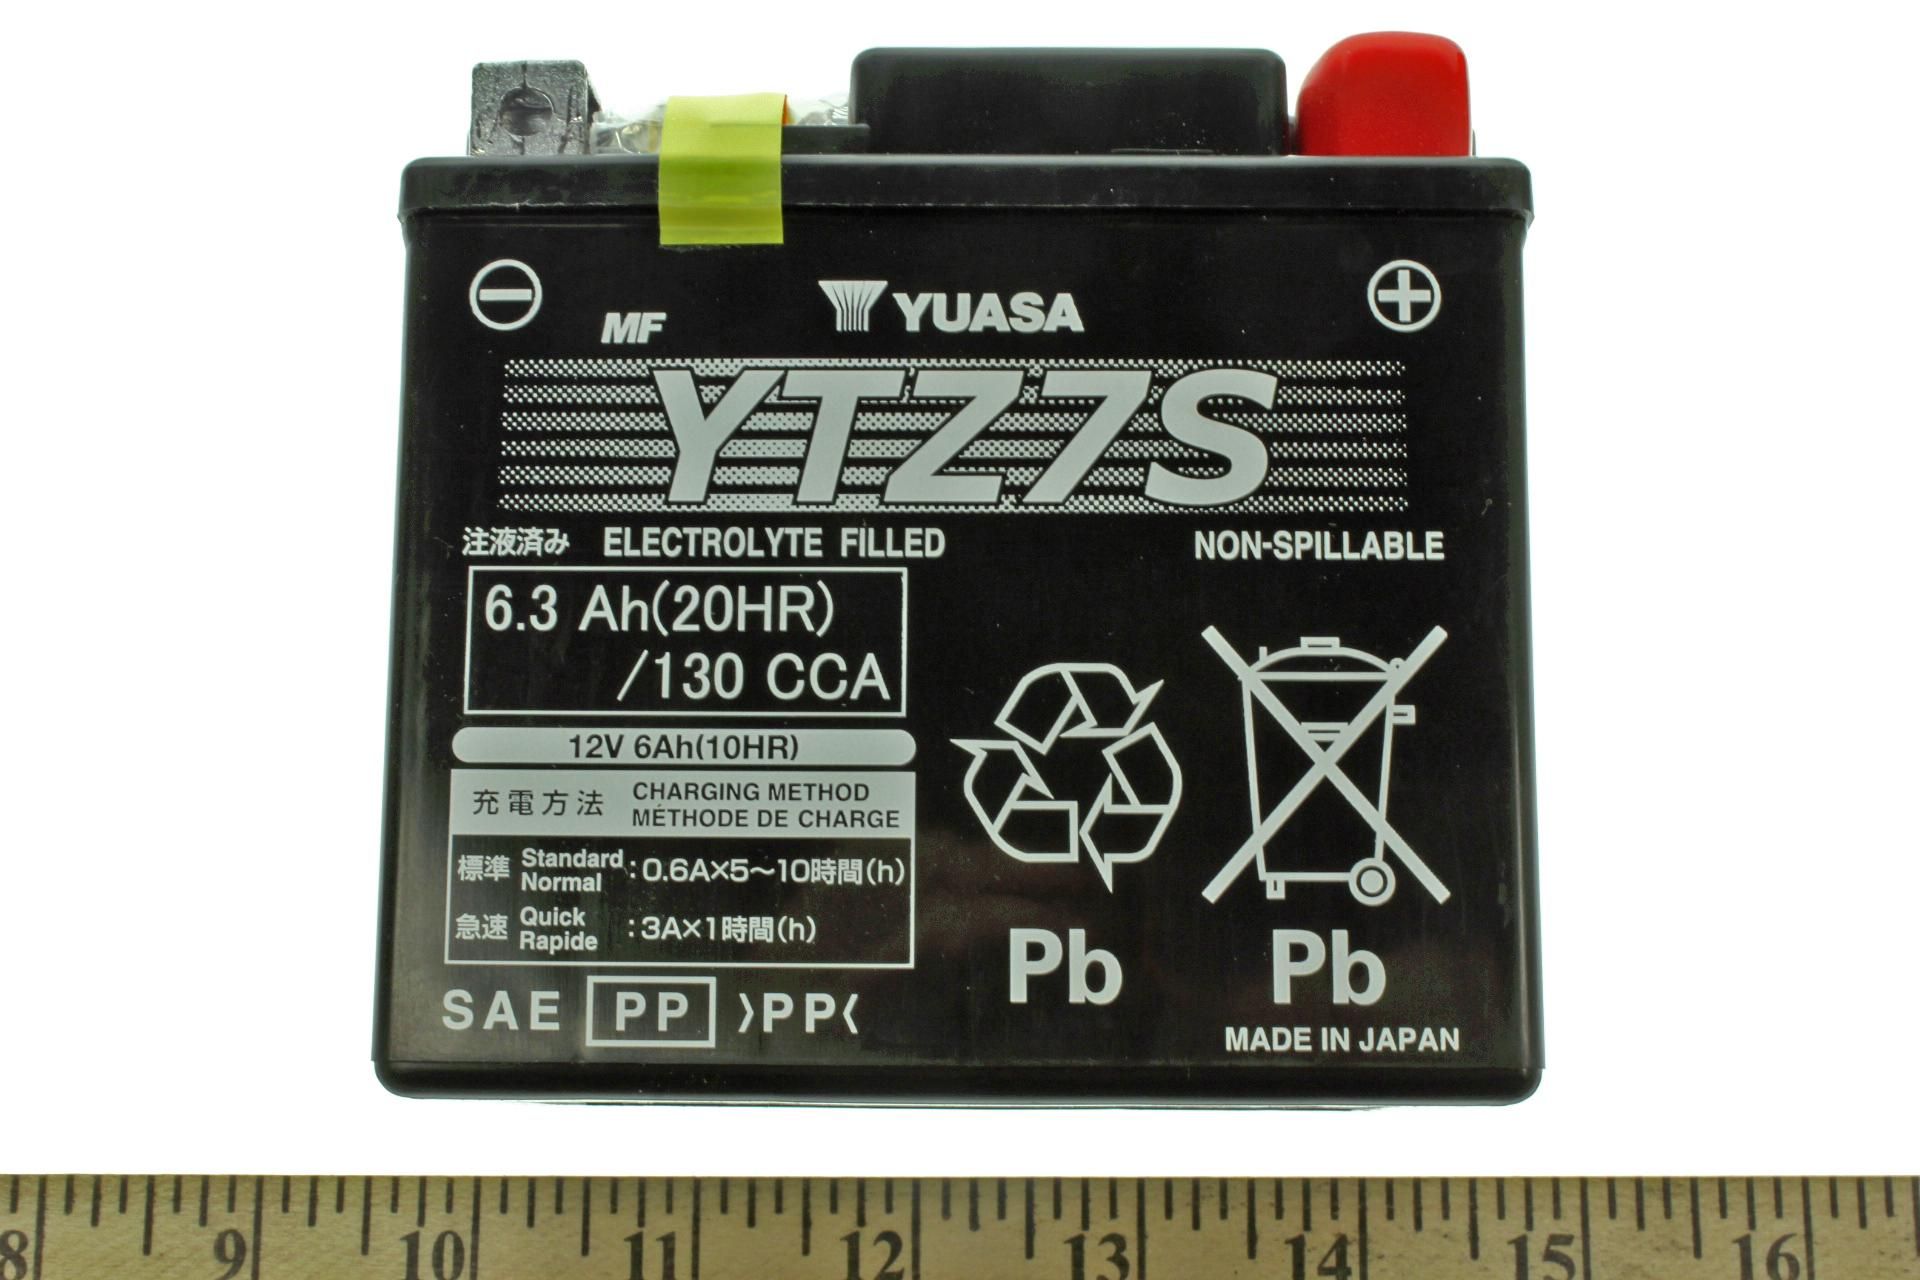 MF
YUASA
YTZ7S
注液済み ELECTROLYTE FILLED
NON-SPILLABLE
6.3 Ah(20HR)
/130 CCA
12V 6Ah(10HR)
充電方法
CHARGING METHOD
MÉTHODE DE CHARGE
標準 Standard Normal :0.6A×5〜10時間(h)
急速 Quick Rapide :3A×1時間(h)
SAE PP >PP<
Pb
Pb
MADE IN JAPAN
8 9 10 11 12 13 14 15 16